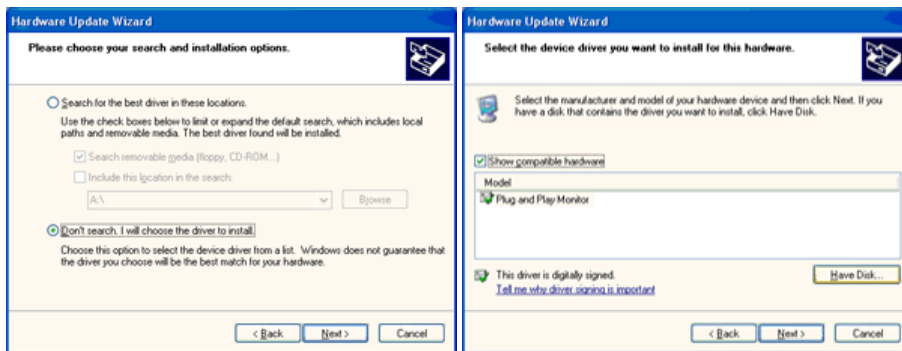 Hardware Update Wizard
Please choose your search and installation options.
Search for the best driver in these locations.
Use the check boxes below to limit or expand the default search, which includes local
paths and removable media. The best driver found will be installed.
Search removable media (floppy, CD-ROM...)
Include this location in the search:
A:\
Browse
Don't search. I will choose the driver to install.
Choose this option to select the device driver from a list. Windows does not guarantee that
the driver you choose will be the best match for your hardware.
< Back
Next >
Cancel
Hardware Update Wizard
Select the device driver you want to install for this hardware.
Select the manufacturer and model of your hardware device and then click Next. If you
have a disk that contains the driver you want to install, click Have Disk.
Show compatible hardware
Model
Plug and Play Monitor
This driver is digitally signed.
Tell me why driver signing is important
Have Disk...
< Back
Next >
Cancel